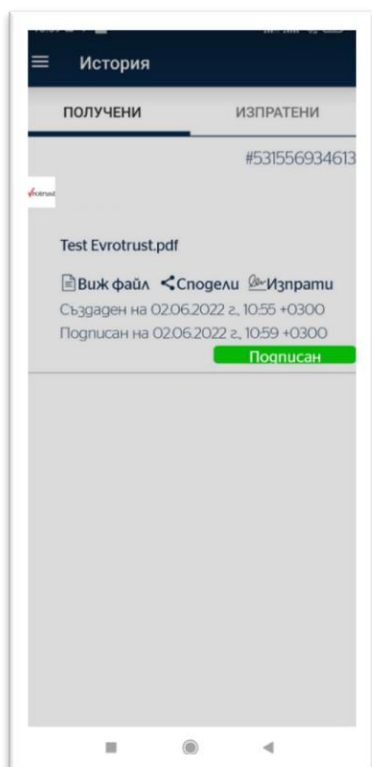 История
ПОЛУЧЕНИ ИЗПРАТЕНИ
#531556934613
Test Evrotrust.pdf
Виж файл Сподели Изпрати
Създаден на 02.06.2022 г., 10:55 +0300
Подписан на 02.06.2022 г., 10:59 +0300
Подписан